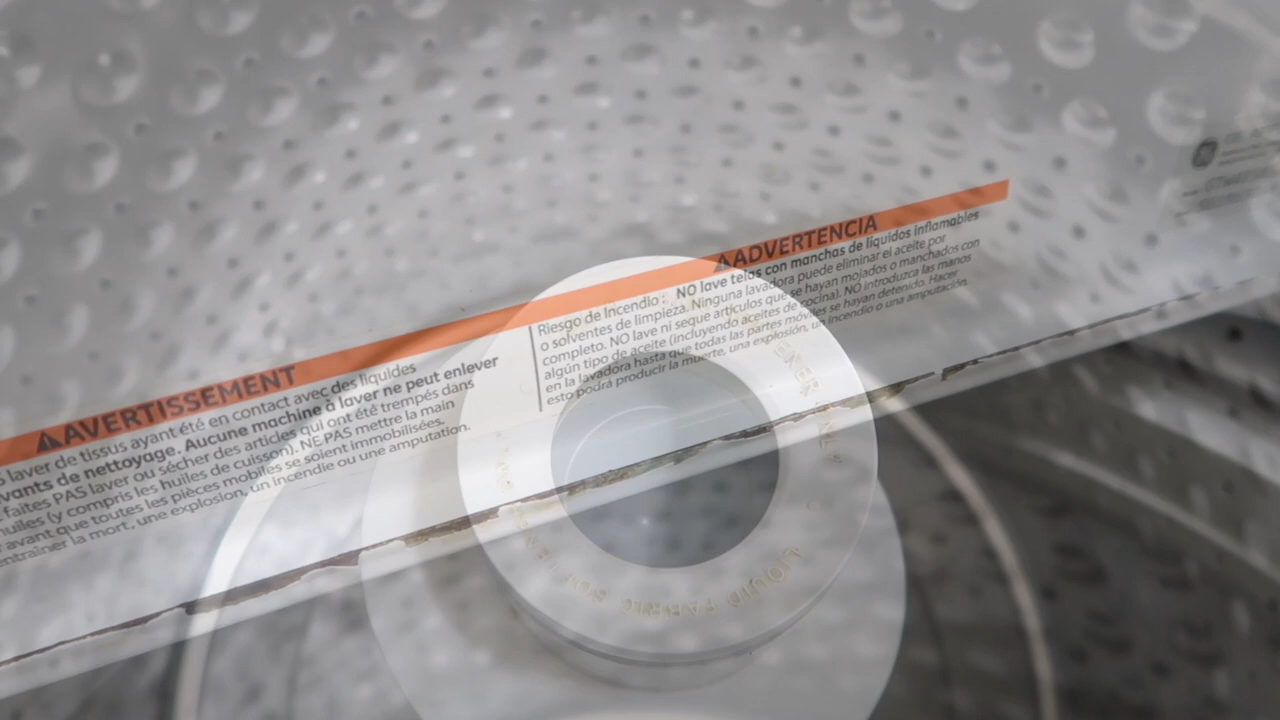 AVERTISSEMENT
laver de tissus ayant été en contact avec des liquides
vants de nettoyage. Aucune machine à laver ne peut enlever
faites PAS laver ou sécher des articles qui ont été trempés dans
huiles (y compris les huiles de cuisson). NE PAS mettre la main
avant que toutes les pièces mobiles se soient immobilisées.
entraîner la mort, une explosion, un incendie ou une amputation.
ADVERTENCIA
Riesgo de Incendio: NO lave telas con manchas de líquidos inflamables
o solventes de limpieza. Ninguna lavadora puede eliminar el aceite por
completo. NO lave ni seque artículos que se hayan mojados o manchados con
algún tipo de aceite (incluyendo aceites de cocina). NO introduzca las manos
en la lavadora hasta que todas las partes móviles se hayan detenido. Hacer
esto podrá producir la muerte, una explosión, un incendio o una amputación.
LIQUID FABRIC SOFTENER